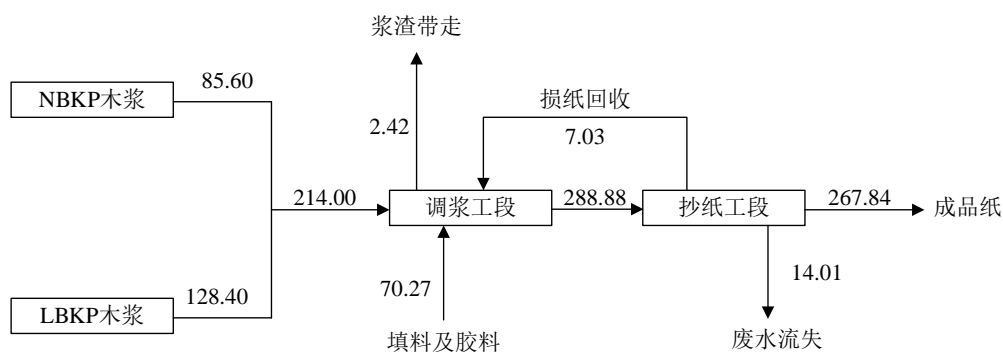 浆渣带走
85.60
NBKP木浆
损纸回收
2.42
7.03
214.00
调浆工段
288.88
抄纸工段
267.84
成品纸
128.40
LBKP木浆
70.27
14.01
填料及胶料
废水流失